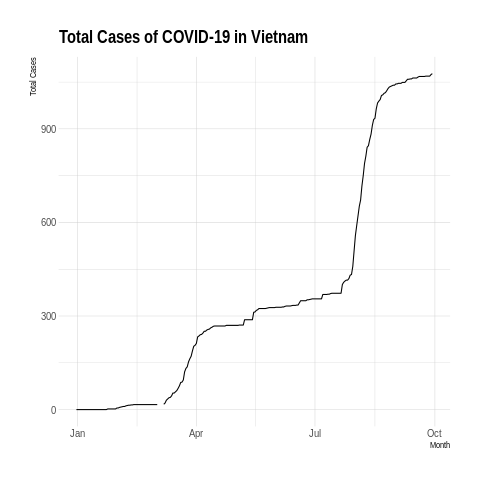 Total Cases of COVID-19 in Vietnam
Total Cases
900
600
300
0
Jan Apr Jul Oct
Month